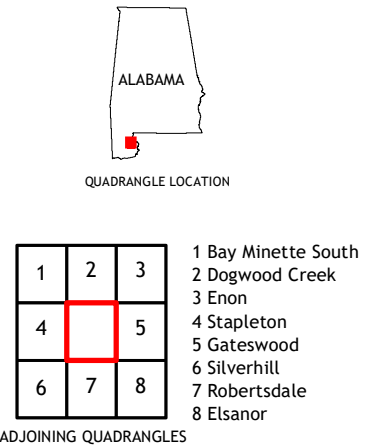 ALABAMA
QUADRANGLE LOCATION
1 2 3
4 5
6 7 8
1 Bay Minette South
2 Dogwood Creek
3 Enon
4 Stapleton
5 Gateswood
6 Silverhill
7 Robertsdale
8 Elsanor
ADJOINING QUADRANGLES